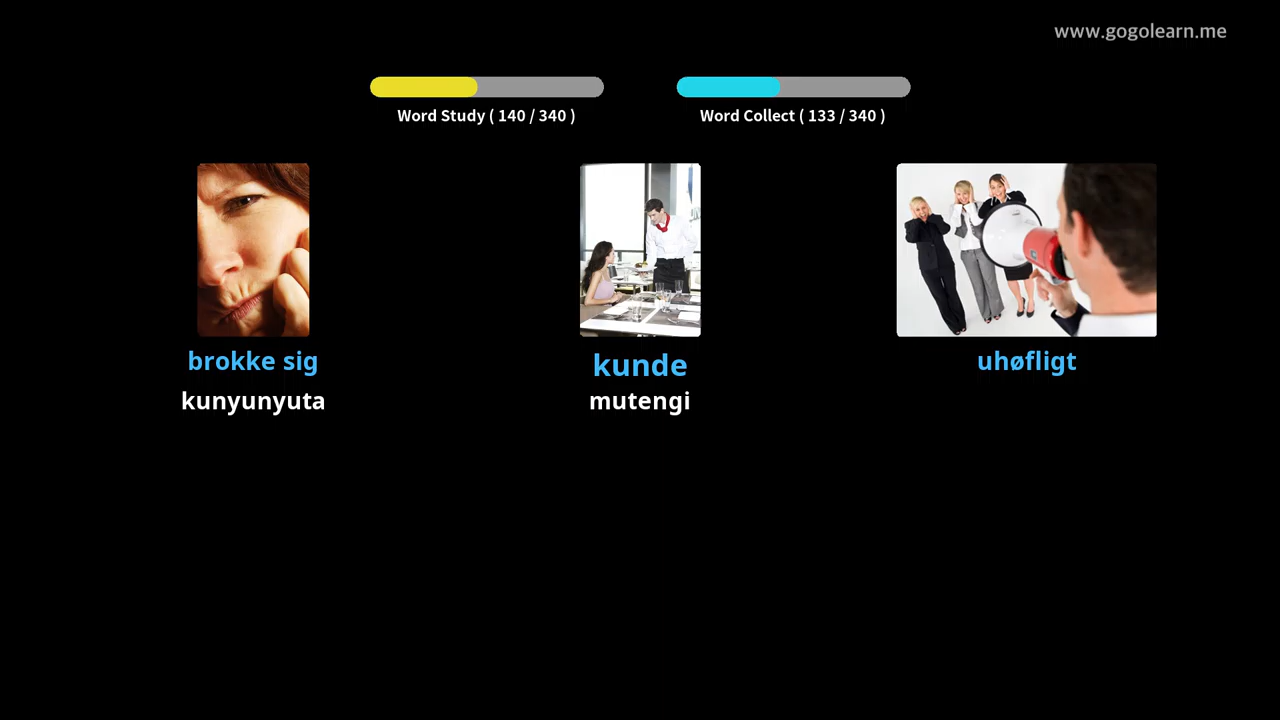 www.gogolearn.me
Word Study ( 140 / 340 )
Word Collect ( 133 / 340 )
brokke sig
kunde
uhøfligt
kunyunyuta
mutengi